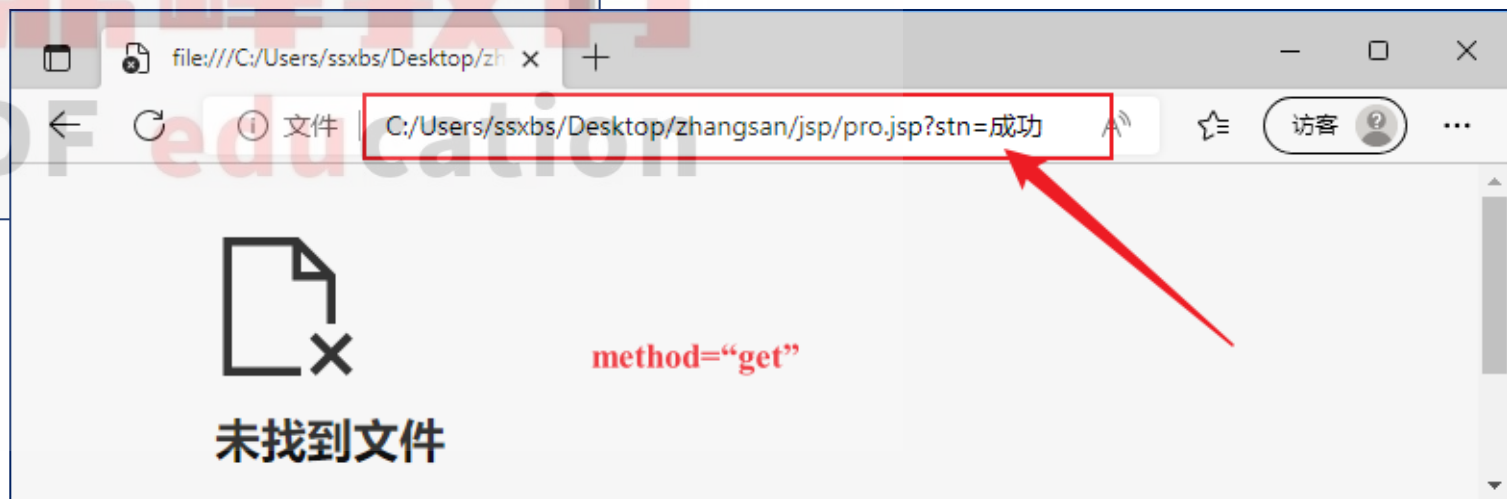 file:///C:/Users/ssxbs/Desktop/zh
文件 C:/Users/ssxbs/Desktop/zhangsan/jsp/pro.jsp?stn=成功 访客
DF education
method=“get”
未找到文件